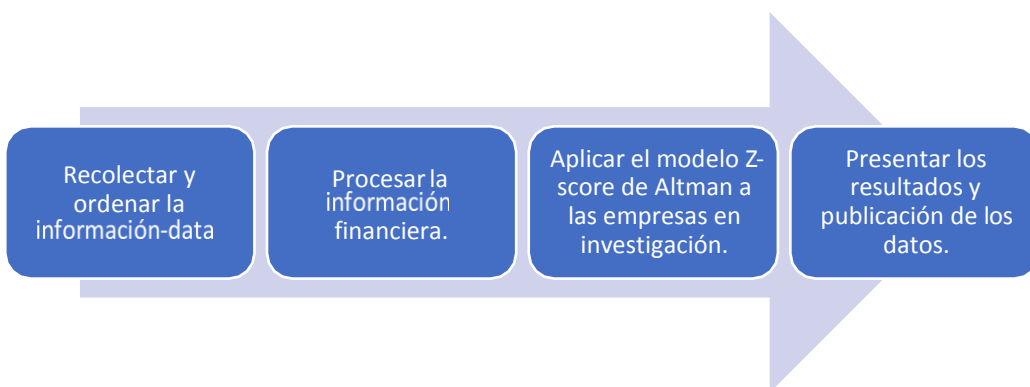 Recolectar y
ordenar la
información-data
Procesar la
información
financiera.
Aplicar el modelo Z-
score de Altman a
las empresas en
investigación.
Presentar los
resultados y
publicación de los
datos.